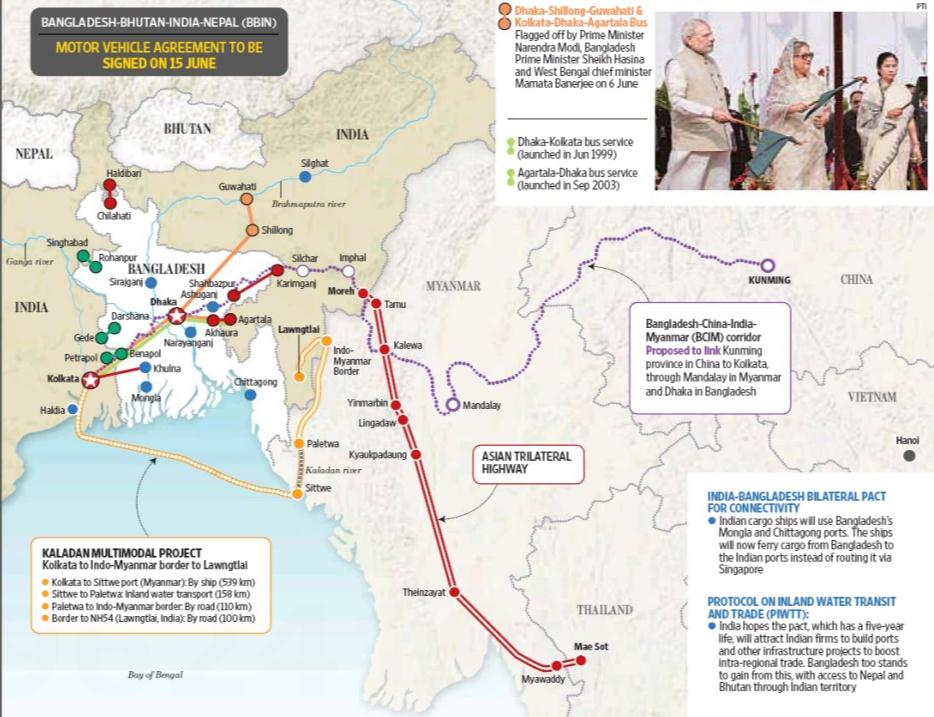 BANGLADESH-BHUTAN-INDIA-NEPAL (BBIN)
MOTOR VEHICLE AGREEMENT TO BE
SIGNED ON 15 JUNE
Dhaka-Shillong-Guwahati &
Kolkata-Dhaka-Agartala Bus
Flagged off by Prime Minister
Narendra Modi, Bangladesh
Prime Minister Sheikh Hasina
and West Bengal chief minister
Mamata Banerjee on 6 June
Dhaka-Kolkata bus service
(launched in Jun 1999)
Agartala-Dhaka bus service
(launched in Sep 2003)
PTI
NEPAL
BHUTAN
INDIA
Silghat
Haldibari
Guwahati
Brahmaputra river
Chilahati
Shillong
Singhabad
Ganga river
Rohanpur
BANGLADESH
Silchar
Imphal
Sirajganj
Shahbazpur
Karimganj
MYANMAR
KUNMING
CHINA
INDIA
Dhaka
Ashuganj
Moreh
Tamu
Darshana
Agartala
Akhaura
Lawngtlai
Gede
Narayanganj
Kalewa
Petrapol
Benapol
Indo-
Myanmar
Border
Khulna
Kolkata
Chittagong
Mongla
Haldia
Yinmarbin
Mandalay
Lingadaw
Paletwa
Kyaukpadaung
Kaladan river
Sittwe
Bangladesh-China-India-
Myanmar (BCIM) corridor
Proposed to link Kunming
province in China to Kolkata,
through Mandalay in Myanmar
and Dhaka in Bangladesh
VIETNAM
Hanoi
ASIAN TRILATERAL
HIGHWAY
KALADAN MULTIMODAL PROJECT
Kolkata to Indo-Myanmar border to Lawngtlai
Kolkata to Sittwe port (Myanmar): By ship (539 km)
Sittwe to Paletwa: Inland water transport (158 km)
Paletwa to Indo-Myanmar border: By road (110 km)
Border to NH54 (Lawngtlai, India): By road (100 km)
Theinzayat
THAILAND
Mae Sot
Myawaddy
Bay of Bengal
INDIA-BANGLADESH BILATERAL PACT
FOR CONNECTIVITY
Indian cargo ships will use Bangladesh's
Mongla and Chittagong ports. The ships
will now ferry cargo from Bangladesh to
the Indian ports instead of routing it via
Singapore
PROTOCOL ON INLAND WATER TRANSIT
AND TRADE (PIWTT):
India hopes the pact, which has a five-year
life, will attract Indian firms to build ports
and other infrastructure projects to boost
intra-regional trade. Bangladesh too stands
to gain from this, with access to Nepal and
Bhutan through Indian territory